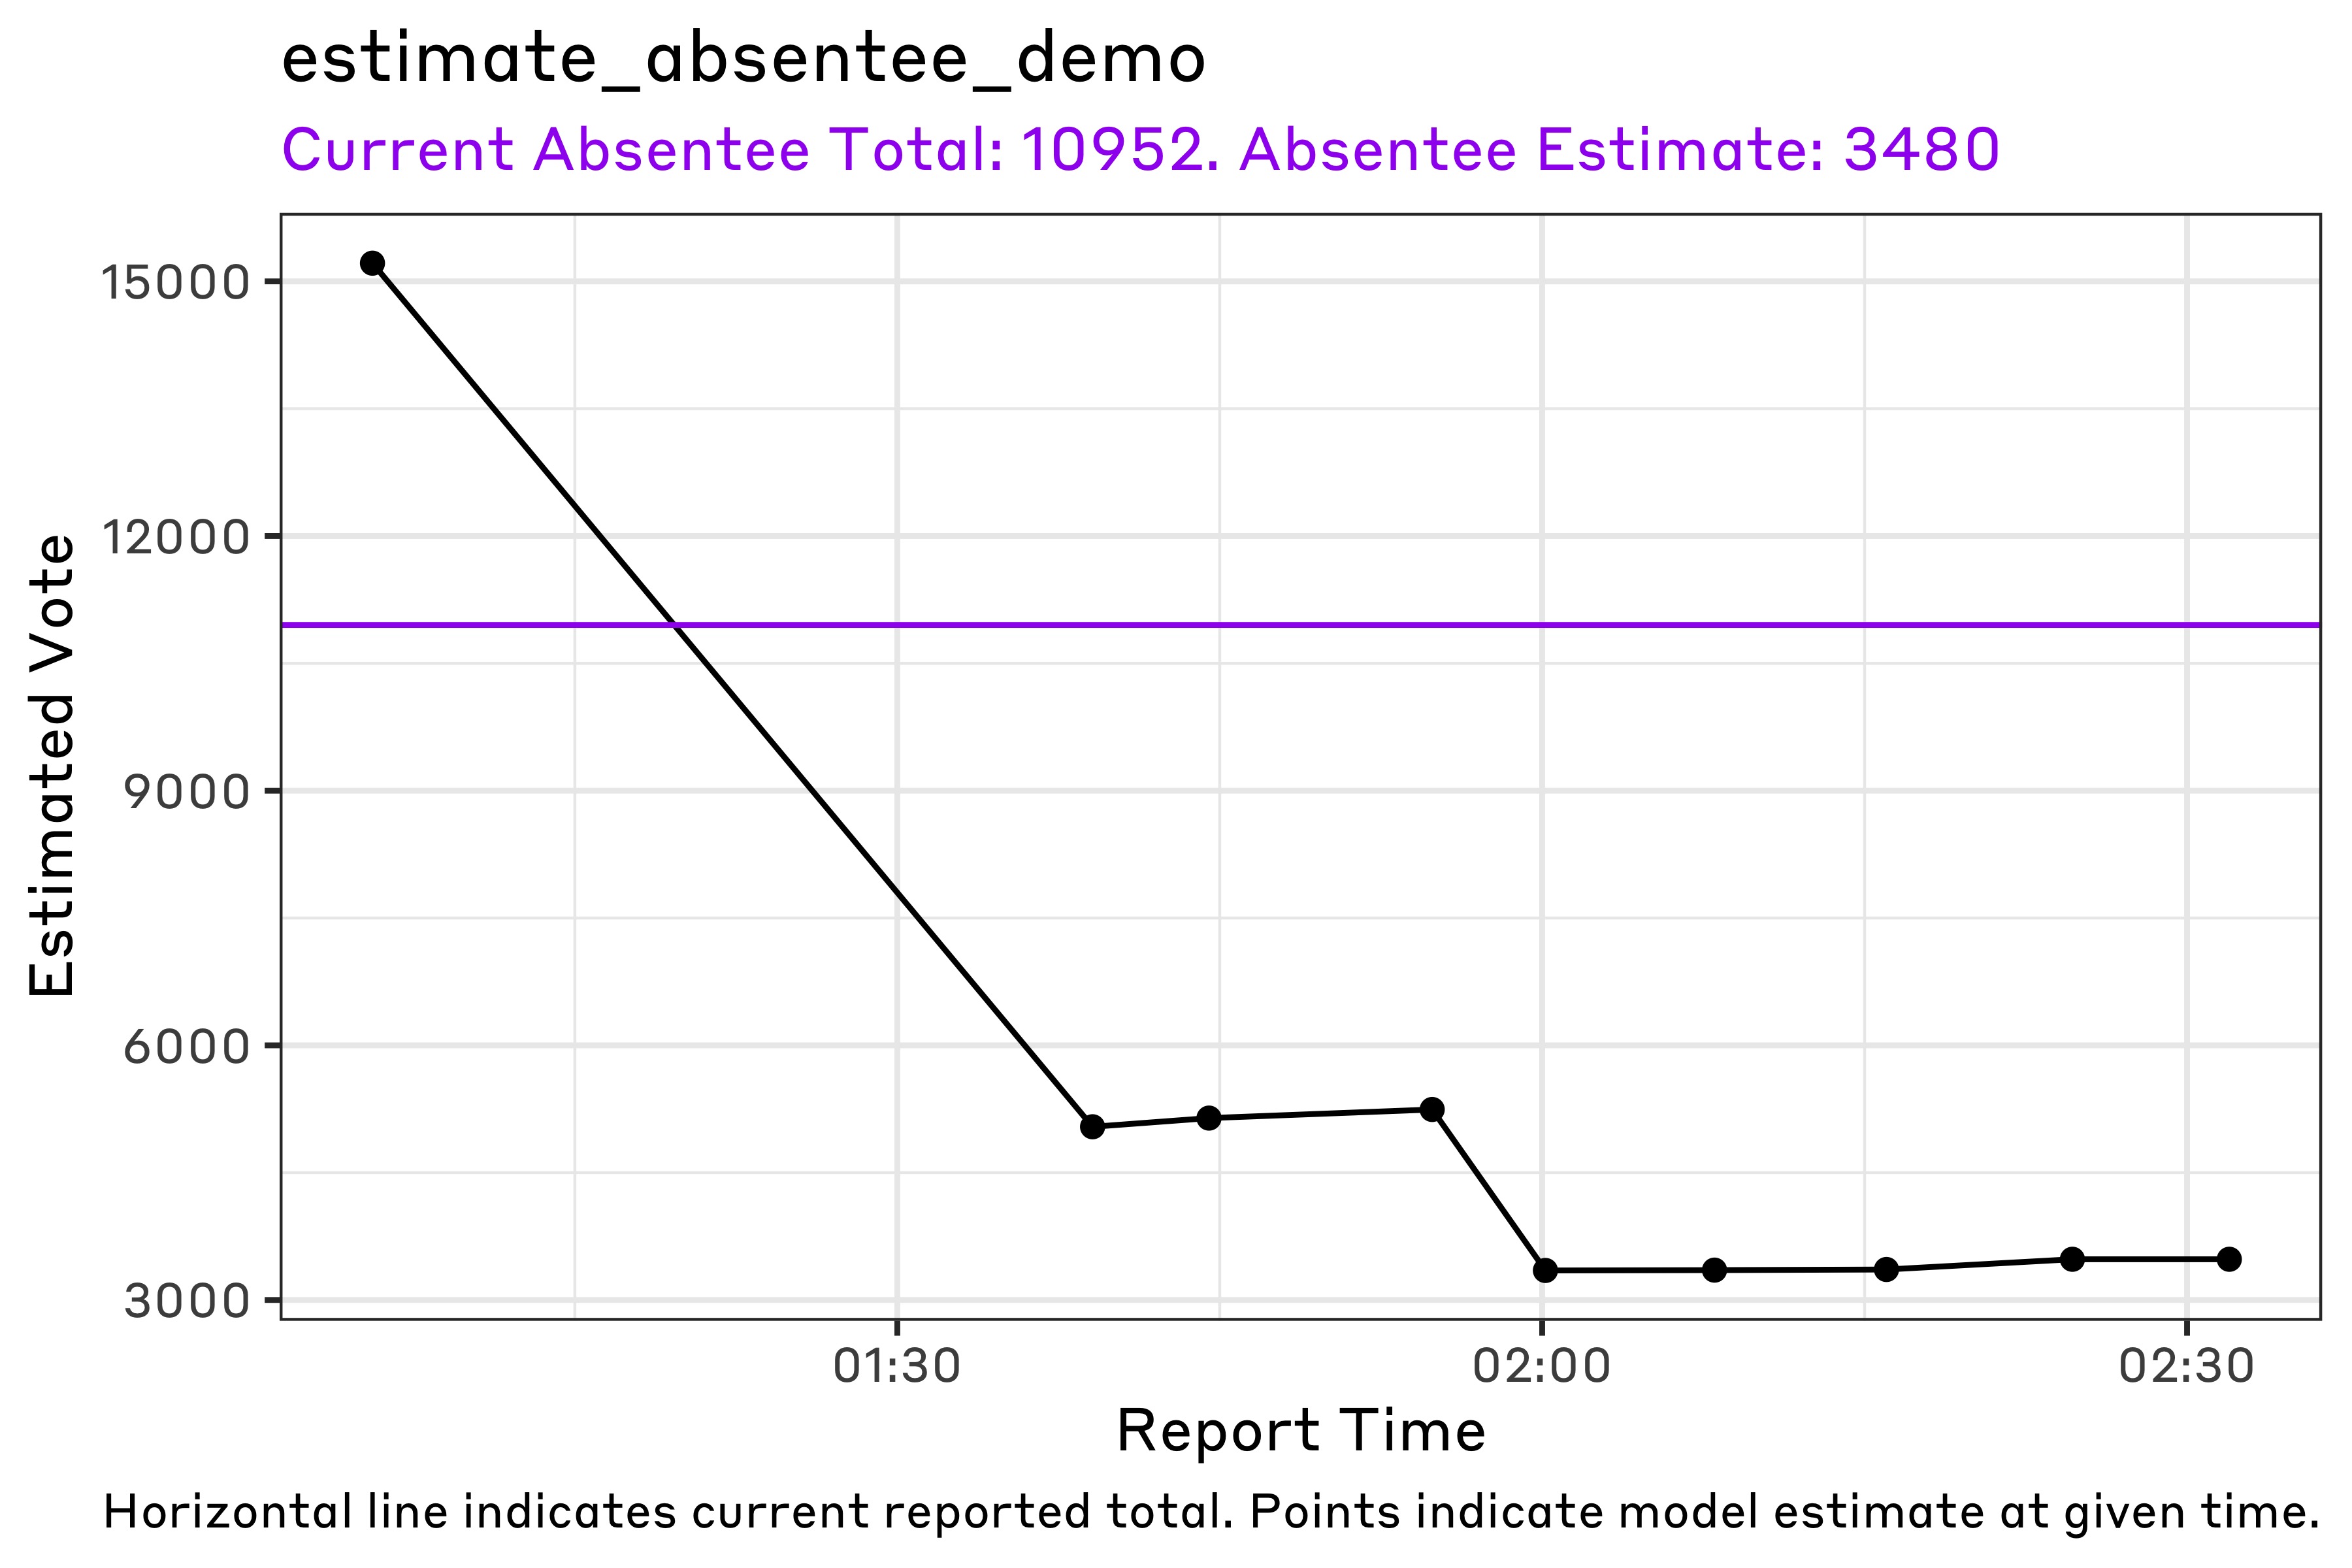 estimate_absentee_demo
Current Absentee Total: 10952. Absentee Estimate: 3480
15000
12000
9000
6000
3000
Estimated Vote
01:30 02:00 02:30
Report Time
Horizontal line indicates current reported total. Points indicate model estimate at given time.